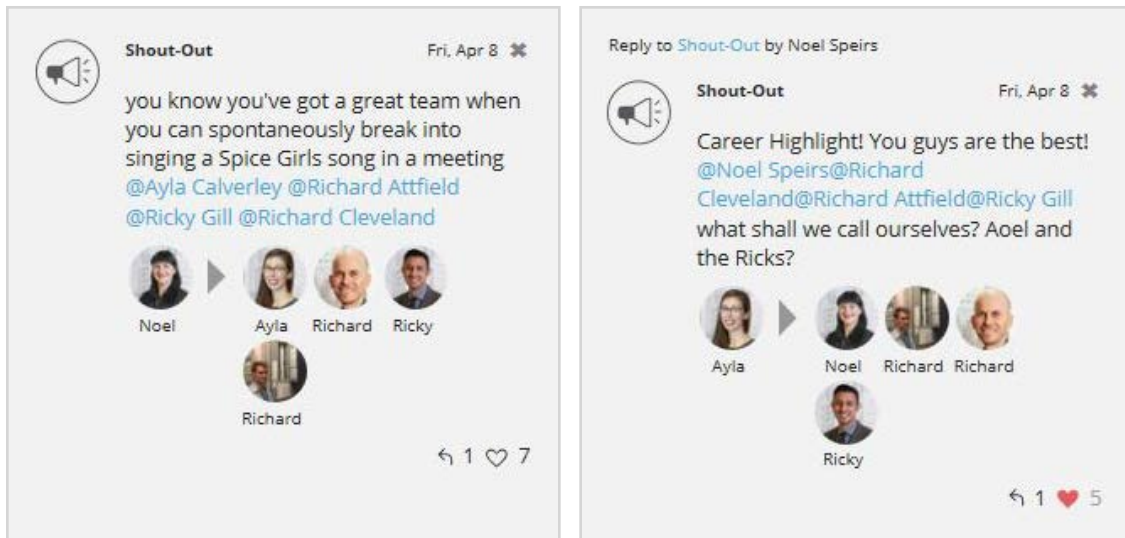 Shout-Out Fri, Apr 8 ✖
you know you've got a great team when
you can spontaneously break into
singing a Spice Girls song in a meeting
@Ayla Calverley @Richard Attfield
@Ricky Gill @Richard Cleveland
Noel Ayla Richard Ricky
Richard
1 7
Reply to Shout-Out by Noel Speirs
Shout-Out Fri, Apr 8 ✖
Career Highlight! You guys are the best!
@Noel Speirs@Richard
Cleveland@Richard Attfield@Ricky Gill
what shall we call ourselves? Aoel and
the Ricks?
Ayla Noel Richard Richard
Ricky
1 5